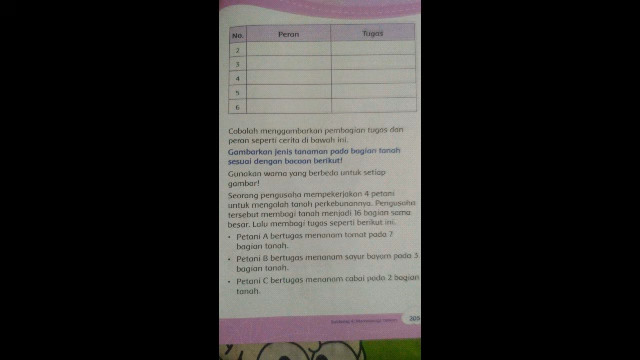 No. Peran Tugas
2
3
4
5
6
Cobalah menggambarkan pembagian tugas dan
peran seperti cerita di bawah ini.
Gambarkan jenis tanaman pada bagian tanah
sesuai dengan bacaan berikut!
Gunakan warna yang berbeda untuk setiap
gambar!
Seorang pengusaha mempekerjakan 4 petani
untuk mengolah tanah perkebunannya. Pengusaha
tersebut membagi tanah menjadi 16 bagian sama
besar. Lalu membagi tugas seperti berikut ini.
• Petani A bertugas menanam tomat pada 7
bagian tanah.
• Petani B bertugas menanam sayur bayam pada 3
bagian tanah.
• Petani C bertugas menanam cabai pada 2 bagian
tanah.
205